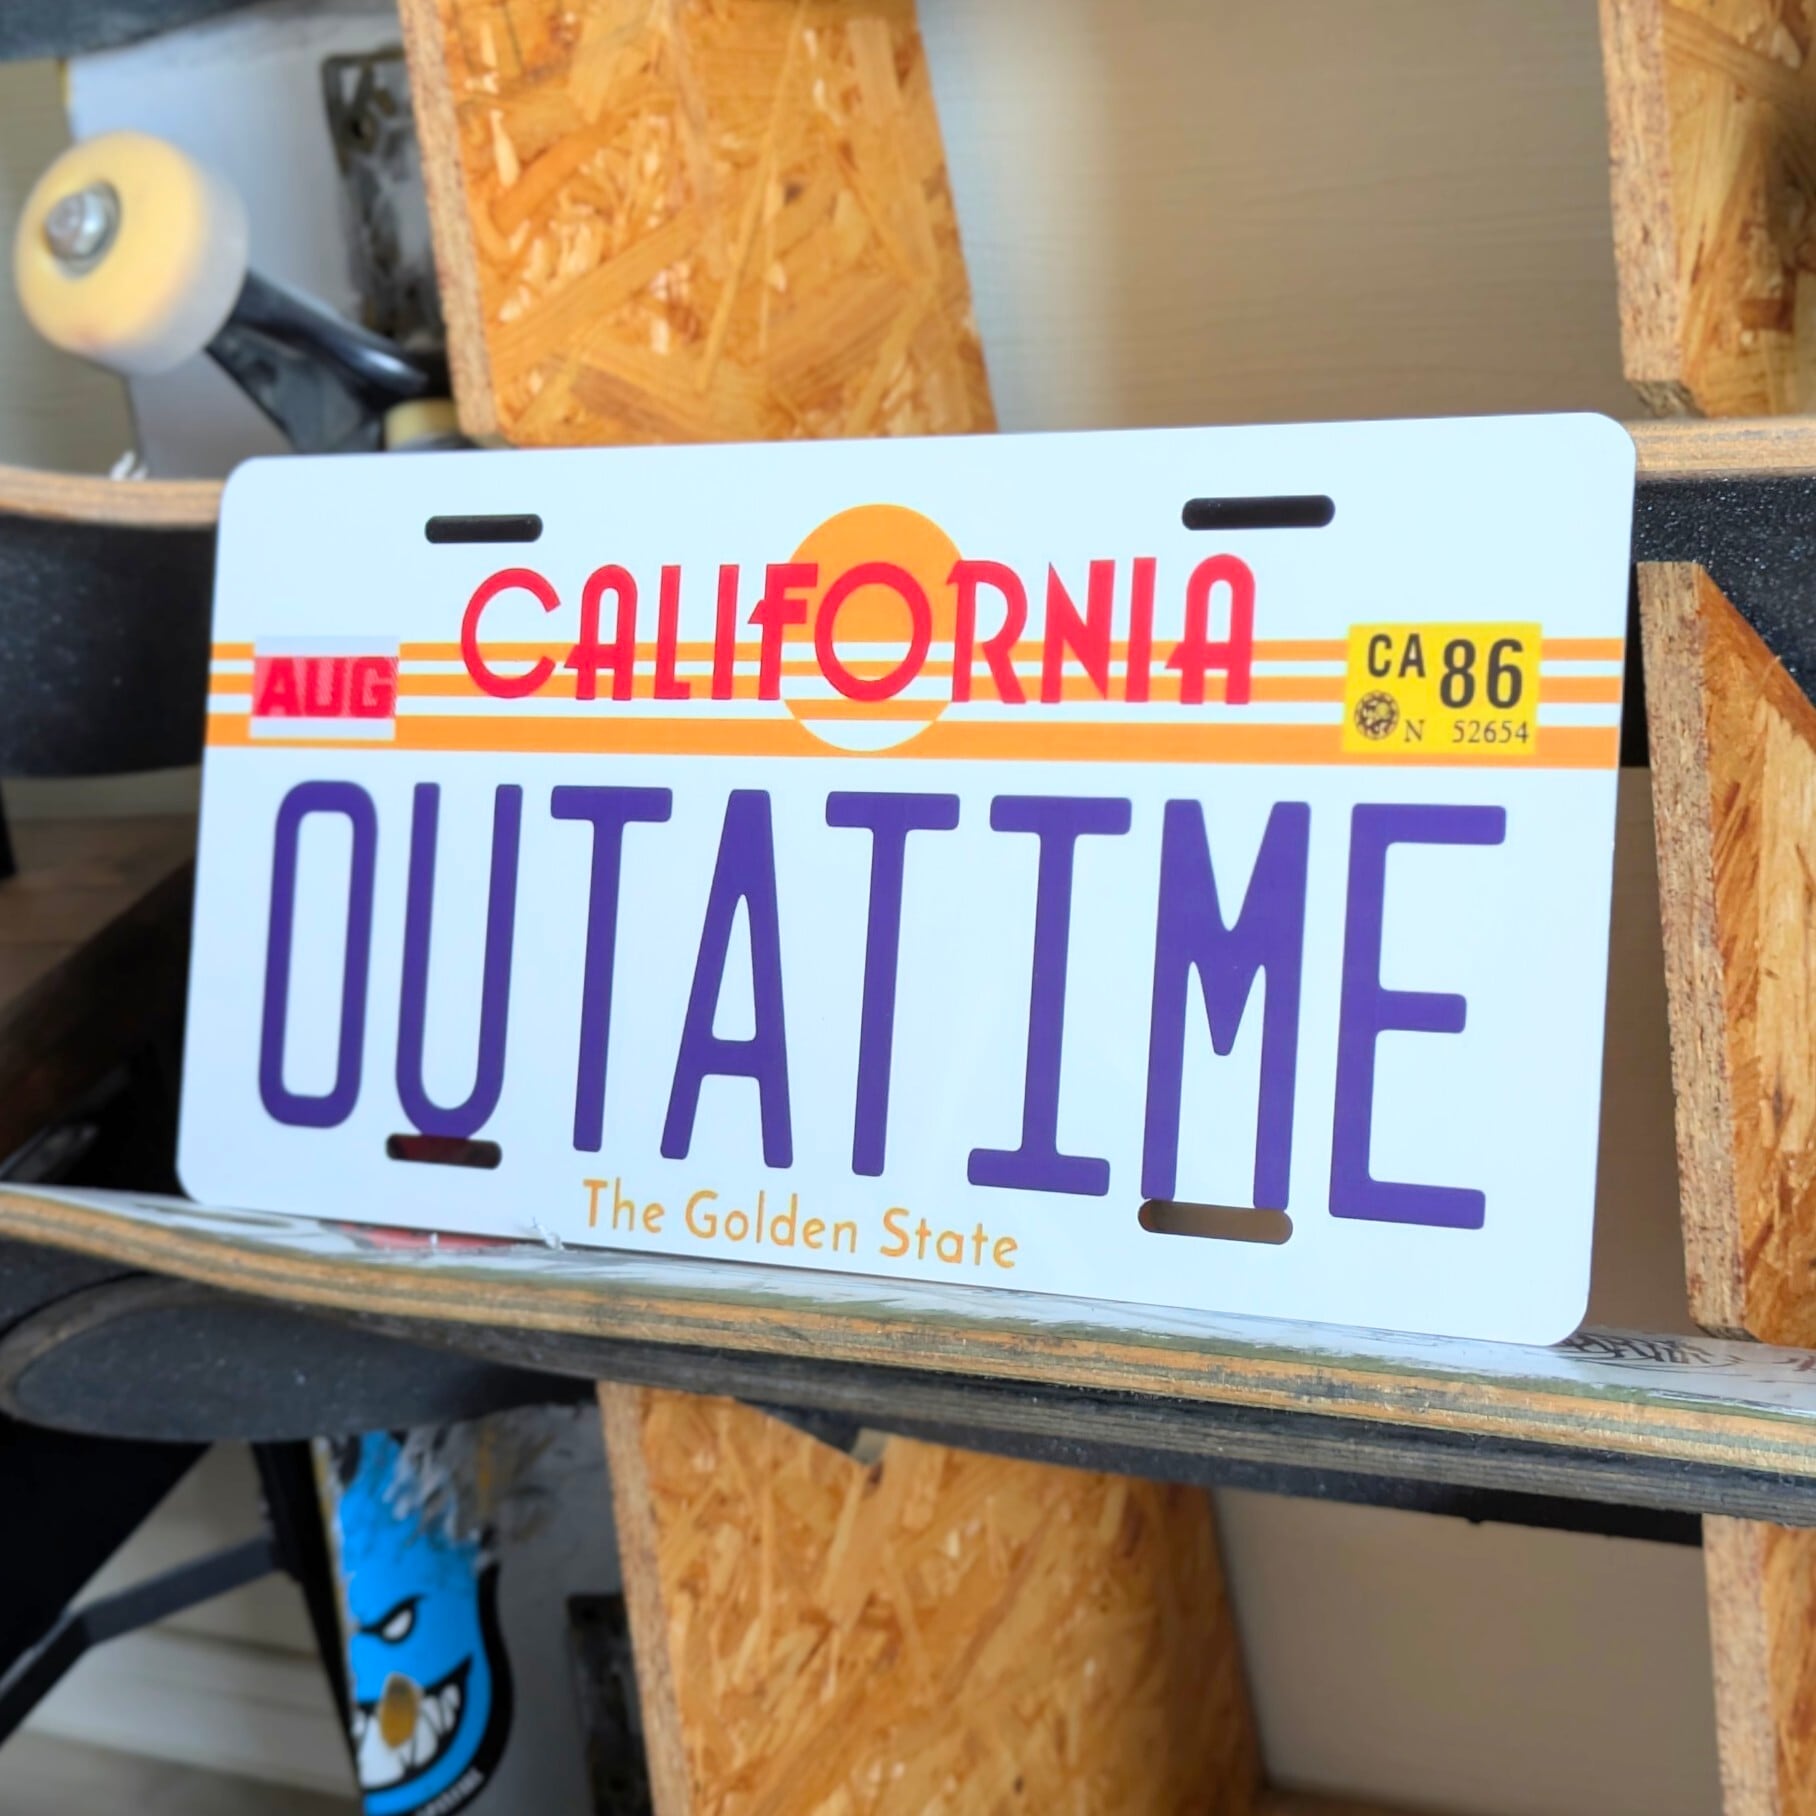 CALIFORNIA
AUG
CA 86
N 52654
OUTATIME
The Golden State